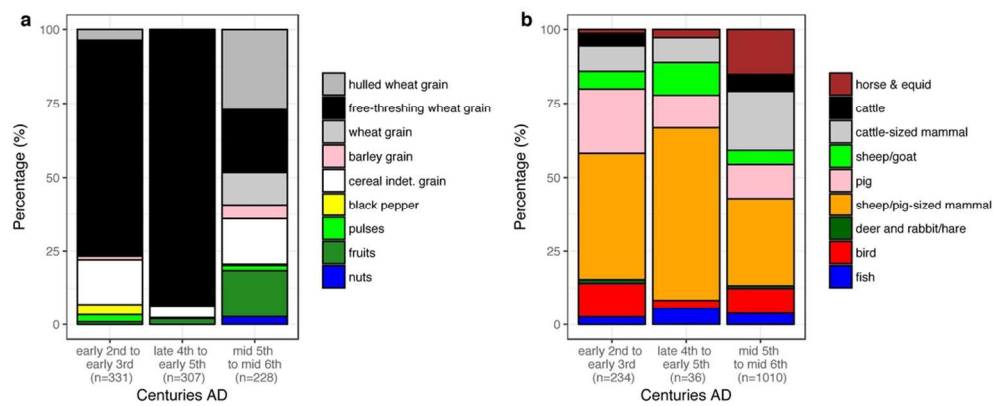 a
100
75
50
25
0
Percentage (%)
early 2nd to
early 3rd
(n=331)
late 4th to
early 5th
(n=307)
mid 5th
to mid 6th
(n=228)
Centuries AD
hulled wheat grain
free-threshing wheat grain
wheat grain
barley grain
cereal indet. grain
black pepper
pulses
fruits
nuts
b
100
75
50
25
0
Percentage (%)
early 2nd to
early 3rd
(n=234)
late 4th to
early 5th
(n=36)
mid 5th
to mid 6th
(n=1010)
Centuries AD
horse & equid
cattle
cattle-sized mammal
sheep/goat
pig
sheep/pig-sized mammal
deer and rabbit/hare
bird
fish